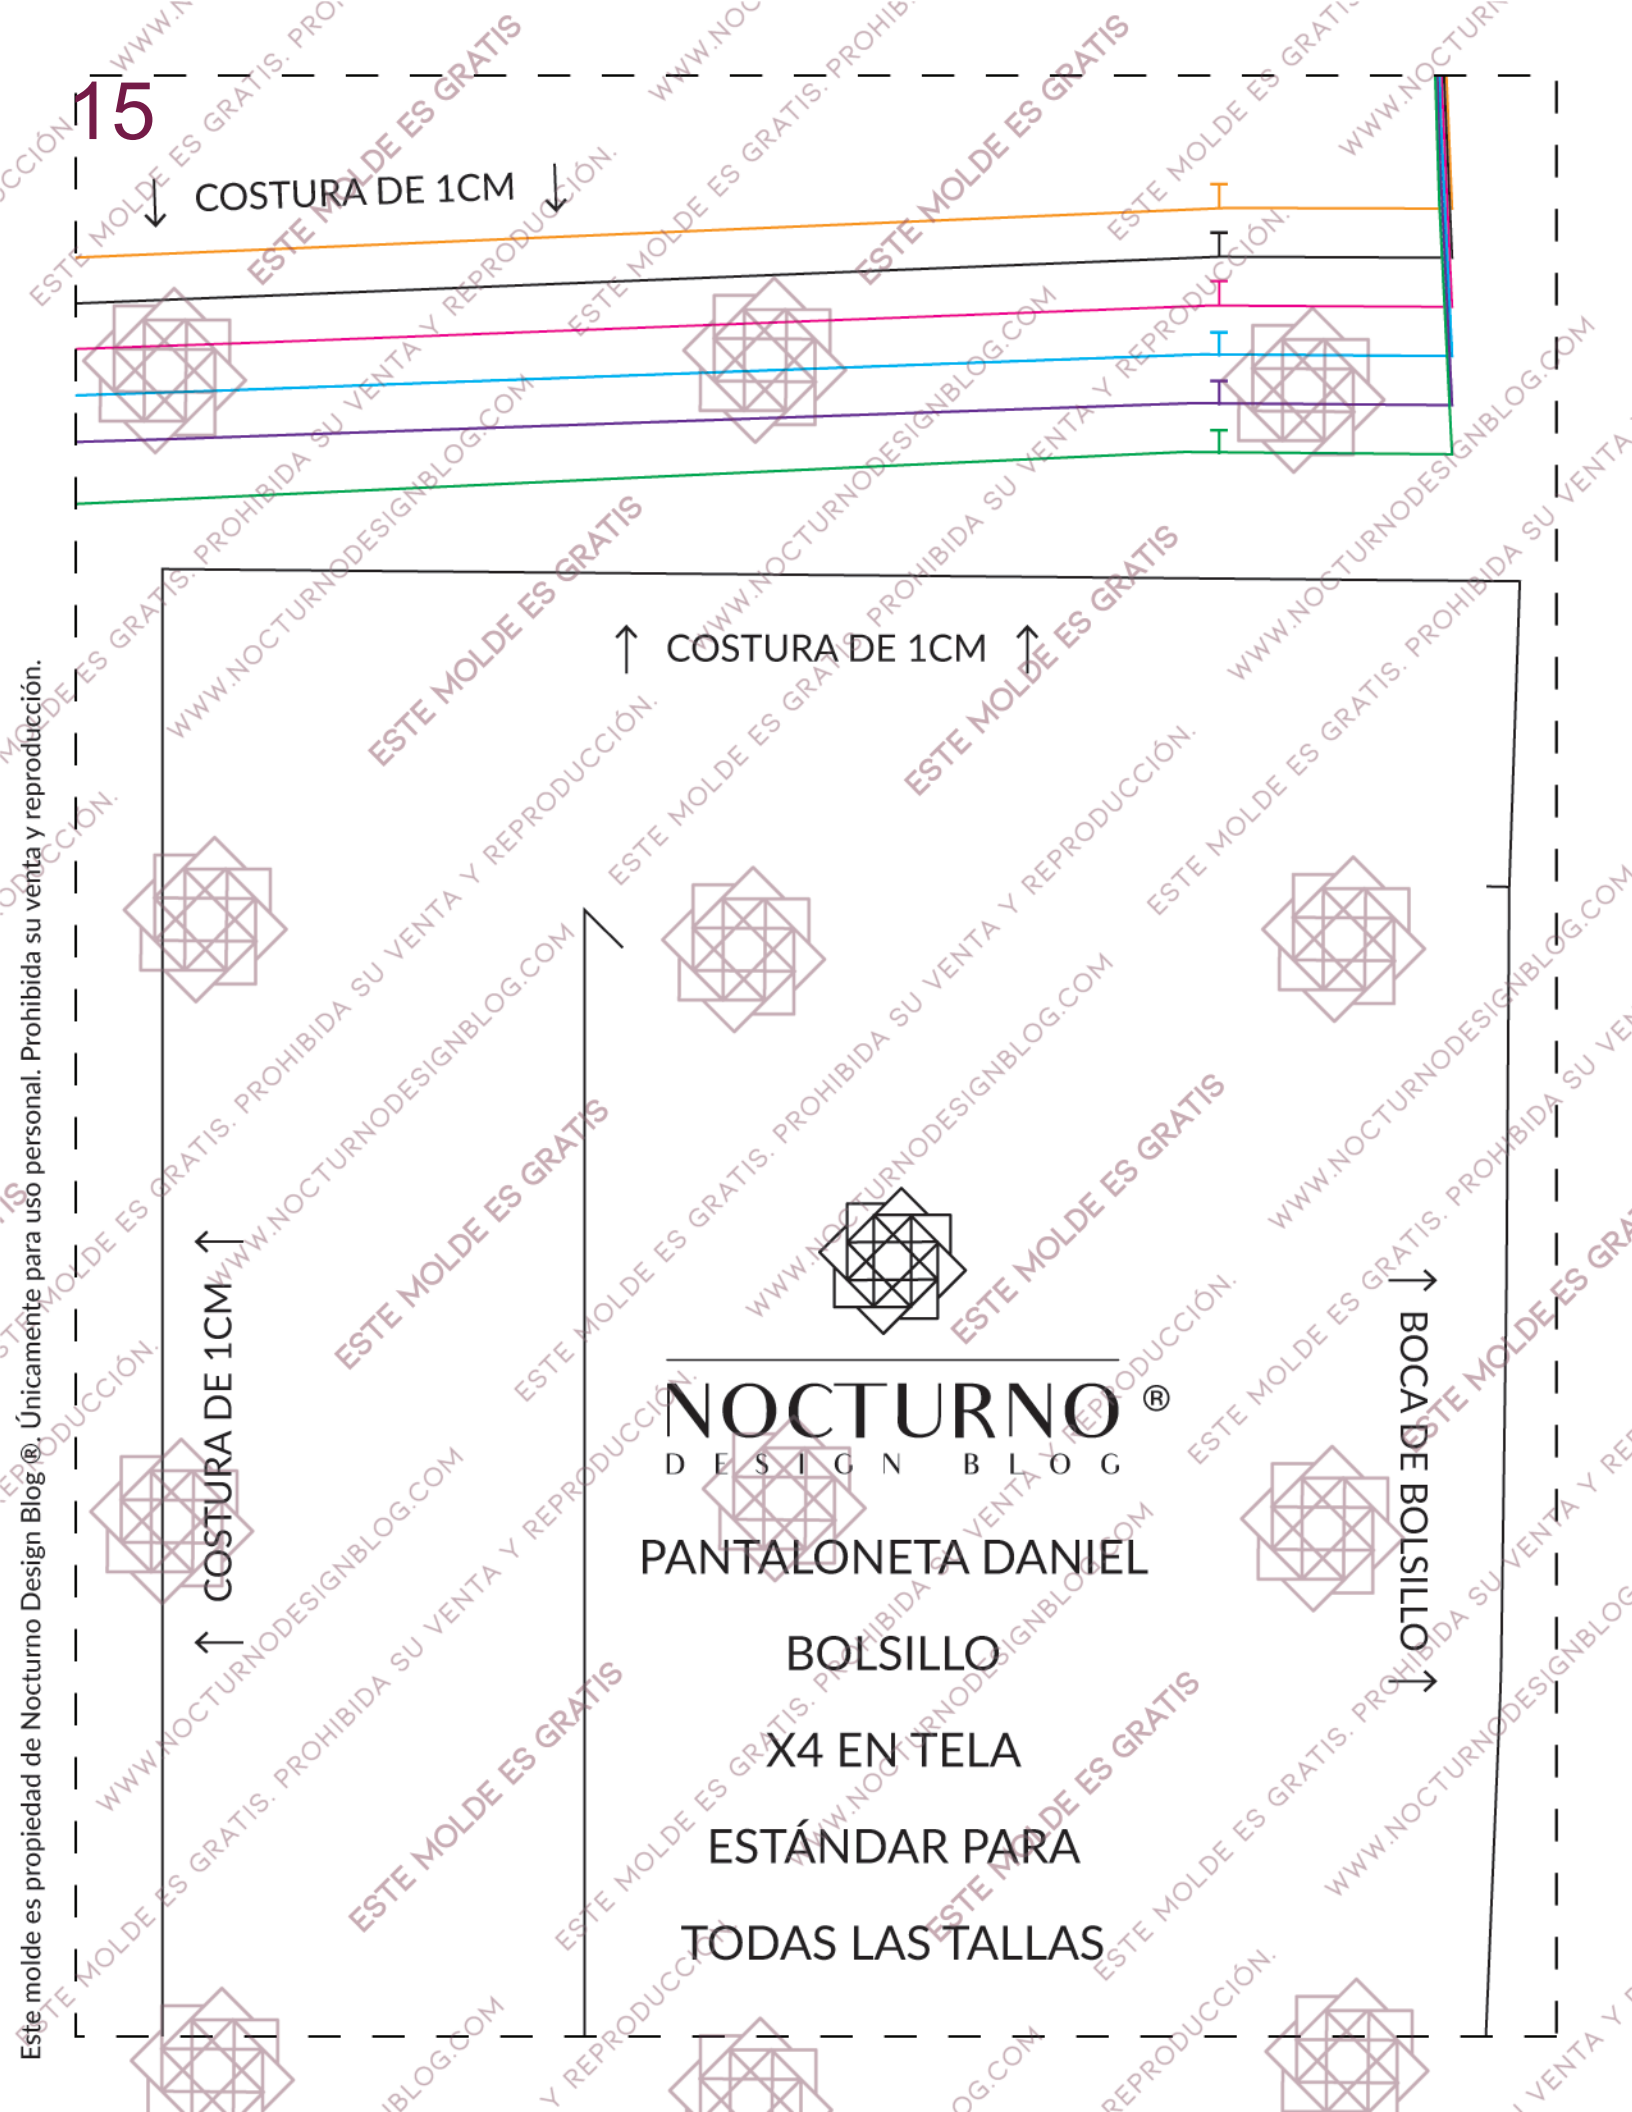 15
COSTURA DE 1CM
COSTURA DE 1CM
COSTURA DE 1CM
BOCA DE BOLSILLO
NOCTURNO ®
DESIGN BLOG
PANTALONETA DANIEL
BOLSILLO
X4 EN TELA
ESTÁNDAR PARA
TODAS LAS TALLAS
Este molde es propiedad de Nocturno Design Blog ®. Únicamente para uso personal. Prohibida su venta y reproducción.
ESTE MOLDE ES GRATIS
ESTE MOLDE ES GRATIS. PROHIBIDA SU VENTA Y REPRODUCCIÓN.
WWW.NOCTURNODESIGNBLOG.COM